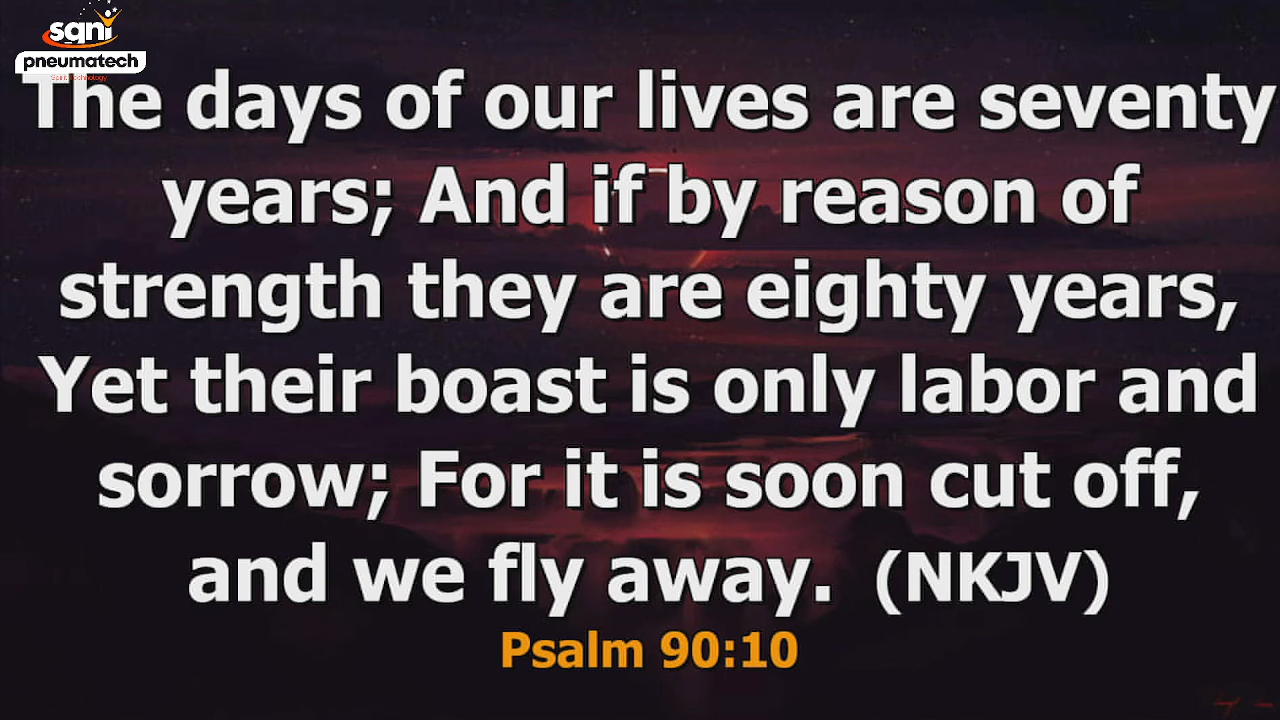 sqni
pneumatech
Spirit Technology
The days of our lives are seventy
years; And if by reason of
strength they are eighty years,
Yet their boast is only labor and
sorrow; For it is soon cut off,
and we fly away. (NKJV)
Psalm 90:10